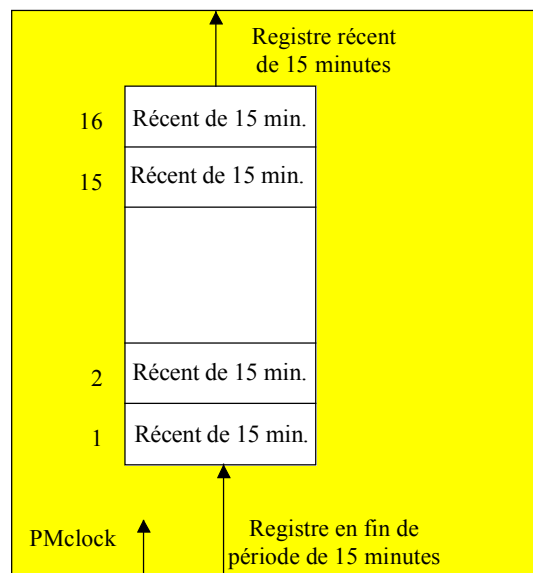 Registre récent
de 15 minutes
16
Récent de 15 min.
15
Récent de 15 min.
2
Récent de 15 min.
1
Récent de 15 min.
PMclock
Registre en fin de
période de 15 minutes